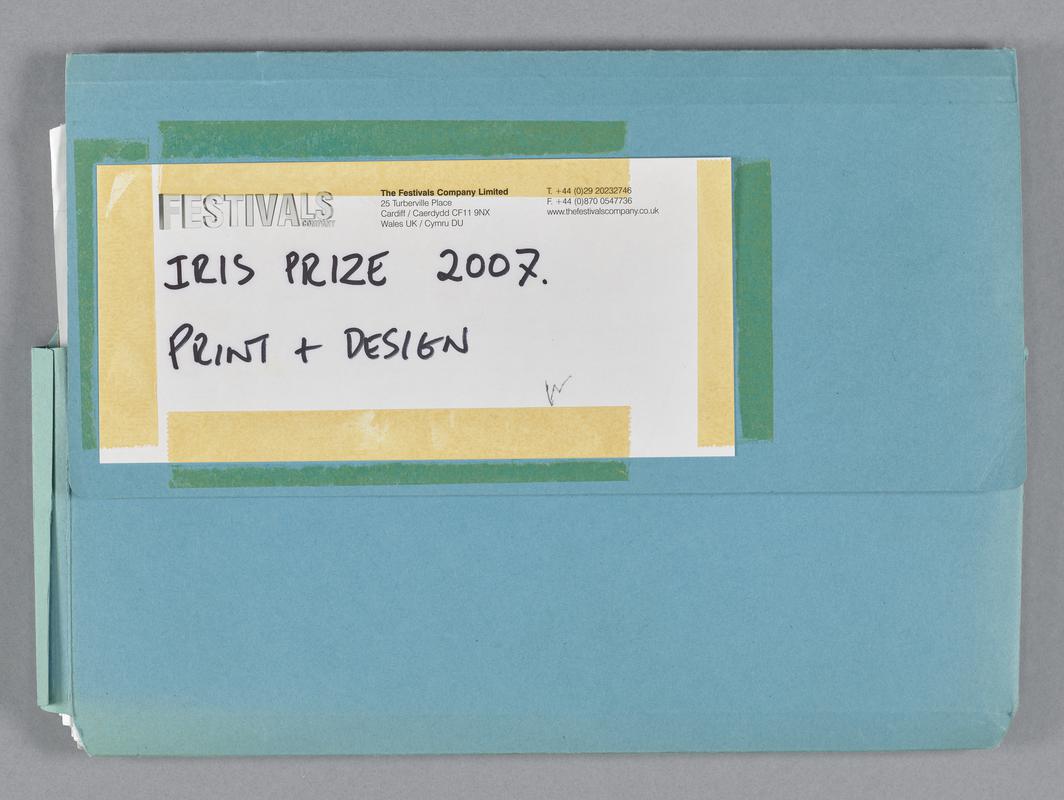 FESTIVALS
COMPANY
The Festivals Company Limited
25 Turberville Place
Cardiff / Caerdydd CF11 9NX
Wales UK / Cymru DU
T. +44 (0)29 20232746
F. +44 (0)870 0547736
www.thefestivalscompany.co.uk
IRIS PRIZE 2007.
PRINT + DESIGN